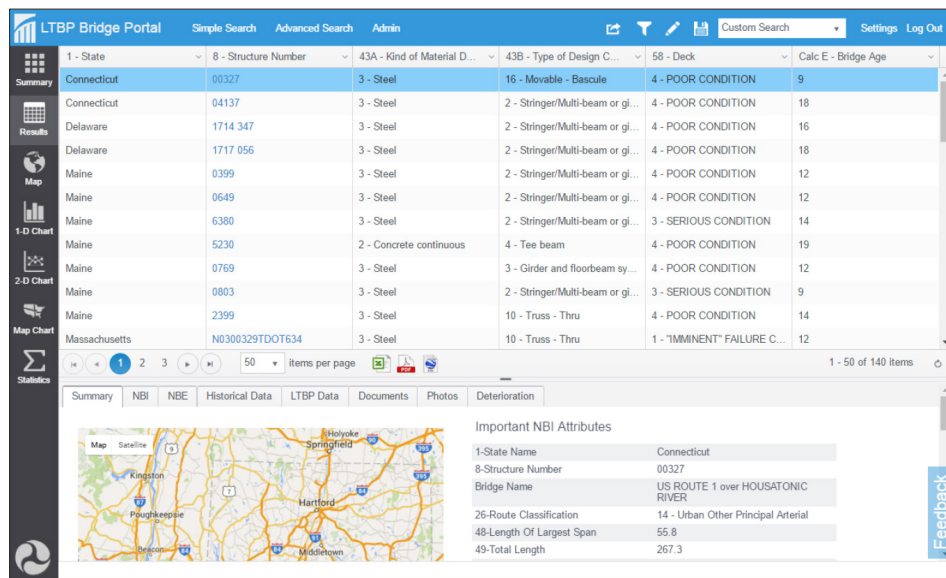 LTBP Bridge Portal Simple Search Advanced Search Admin Custom Search Settings Log Out
Summary
Results
Map
1-D Chart
2-D Chart
Map Chart
Statistics
1 - State 8 - Structure Number 43A - Kind of Material D... 43B - Type of Design C... 58 - Deck Calc E - Bridge Age
Connecticut 00327 3 - Steel 16 - Movable - Bascule 4 - POOR CONDITION 9
Connecticut 04137 3 - Steel 2 - Stringer/Multi-beam or gi... 4 - POOR CONDITION 18
Delaware 1714 347 3 - Steel 2 - Stringer/Multi-beam or gi... 4 - POOR CONDITION 16
Delaware 1717 056 3 - Steel 2 - Stringer/Multi-beam or gi... 4 - POOR CONDITION 18
Maine 0399 3 - Steel 2 - Stringer/Multi-beam or gi... 4 - POOR CONDITION 12
Maine 0649 3 - Steel 2 - Stringer/Multi-beam or gi... 4 - POOR CONDITION 12
Maine 6380 3 - Steel 2 - Stringer/Multi-beam or gi... 3 - SERIOUS CONDITION 14
Maine 5230 2 - Concrete continuous 4 - Tee beam 4 - POOR CONDITION 19
Maine 0769 3 - Steel 3 - Girder and floorbeam sy... 4 - POOR CONDITION 12
Maine 0803 3 - Steel 2 - Stringer/Multi-beam or gi... 3 - SERIOUS CONDITION 9
Maine 2399 3 - Steel 10 - Truss - Thru 4 - POOR CONDITION 14
Massachusetts N0300329TDOT634 3 - Steel 10 - Truss - Thru 1 - "IMMINENT" FAILURE C... 12
1 2 3 50 items per page PDF 1 - 50 of 140 items
Summary NBI NBE Historical Data LTBP Data Documents Photos Deterioration
Map Satellite
Holyoke
Springfield
Kingston
Poughkeepsie
Hartford
Beacon
Middletown
9
7
90
395
395
87
84
91
84
84
Important NBI Attributes
1-State Name Connecticut
8-Structure Number 00327
Bridge Name US ROUTE 1 over HOUSATONIC
RIVER
26-Route Classification 14 - Urban Other Principal Arterial
48-Length Of Largest Span 55.8
49-Total Length 267.3
Feedback